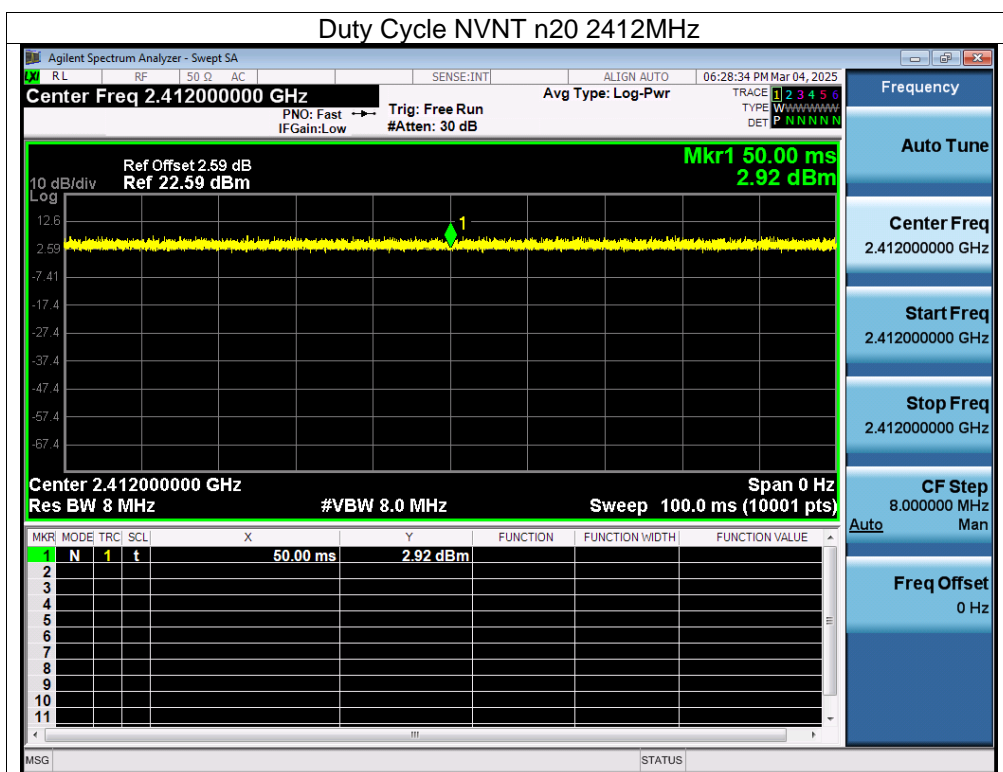 Duty Cycle NVNT n20 2412MHz
Agilent Spectrum Analyzer - Swept SA
LXI RL RF 50 Ω AC SENSE:INT ALIGN AUTO 06:28:34 PM Mar 04, 2025
Center Freq 2.412000000 GHz Avg Type: Log-Pwr TRACE 1 2 3 4 5 6
PNO: Fast Trig: Free Run TYPE WWWWWWW
IFGain:Low #Atten: 30 dB DET P N N N N N
Mkr1 50.00 ms
2.92 dBm
Ref Offset 2.59 dB
10 dB/div Ref 22.59 dBm
Log
12.6
1
2.59
-7.41
-17.4
-27.4
-37.4
-47.4
-57.4
-67.4
Center 2.412000000 GHz Span 0 Hz
Res BW 8 MHz #VBW 8.0 MHz Sweep 100.0 ms (10001 pts)
MKR MODE TRC SCL X Y FUNCTION FUNCTION WIDTH FUNCTION VALUE
1 N 1 t 50.00 ms 2.92 dBm
2
3
4
5
6
7
8
9
10
11
MSG STATUS
Frequency
Auto Tune
Center Freq
2.412000000 GHz
Start Freq
2.412000000 GHz
Stop Freq
2.412000000 GHz
CF Step
8.000000 MHz
Auto Man
Freq Offset
0 Hz